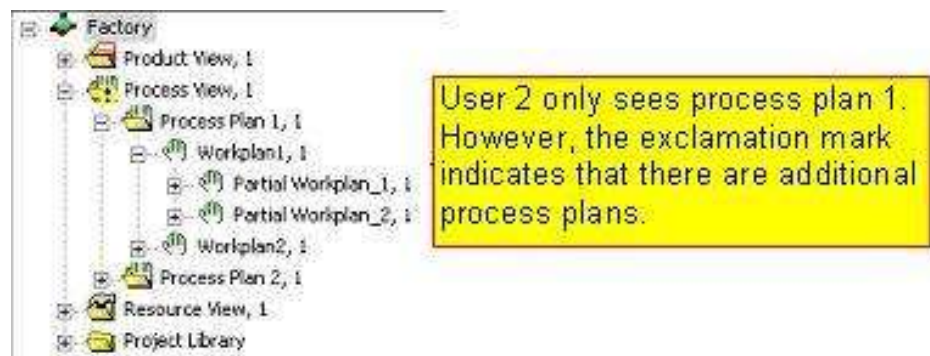 Factory
Product View, 1
Process View, 1
Process Plan 1, 1
Workplan1, 1
Partial Workplan_1, 1
Partial Workplan_2, 1
Workplan2, 1
Process Plan 2, 1
Resource View, 1
Project Library
User 2 only sees process plan 1.
However, the exclamation mark
indicates that there are additional
process plans.